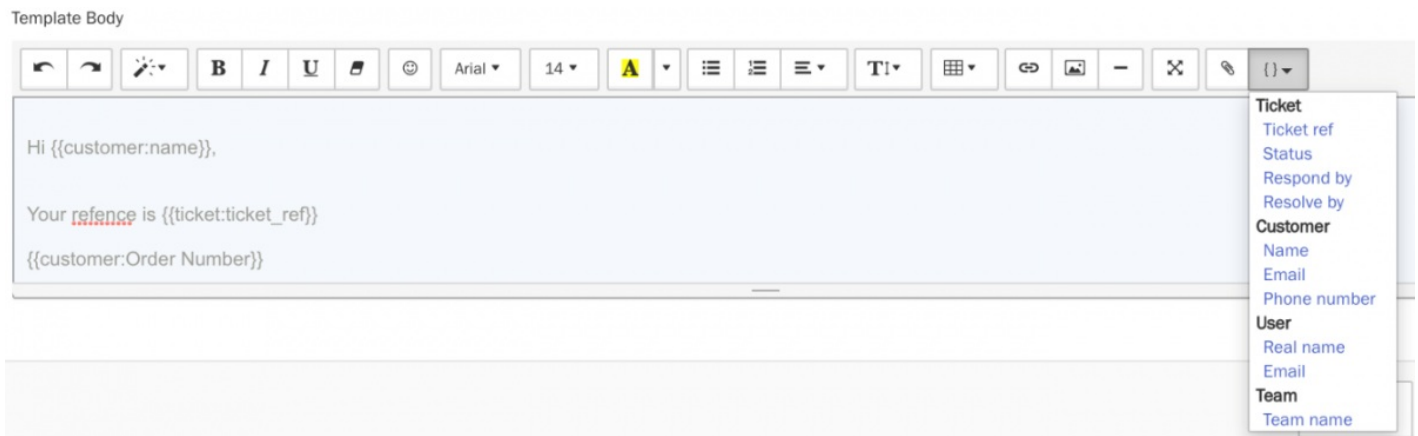 Template Body
B I U Arial 14 A T {}
Hi {{customer:name}},
Your refence is {{ticket:ticket_ref}}
{{customer:Order Number}}
Ticket
Ticket ref
Status
Respond by
Resolve by
Customer
Name
Email
Phone number
User
Real name
Email
Team
Team name